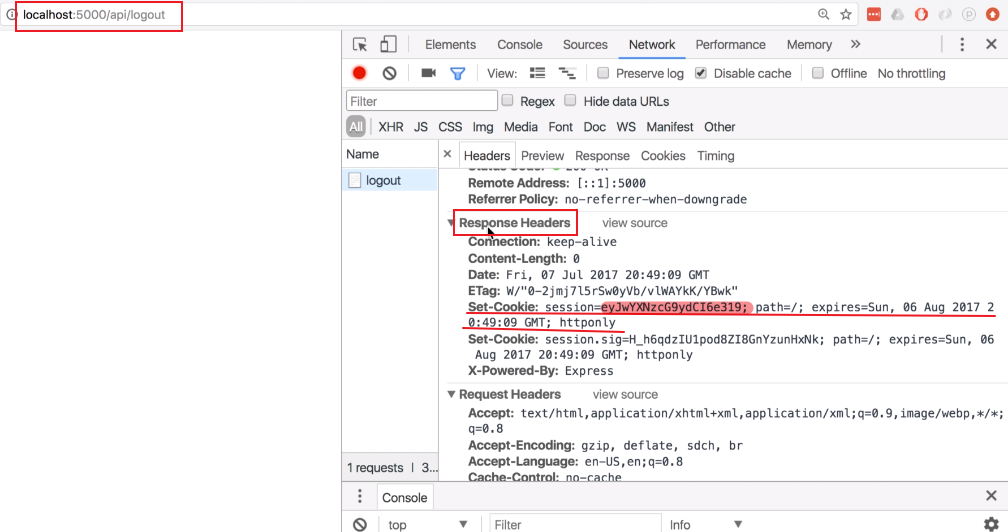 localhost:5000/api/logout
Elements Console Sources Network Performance Memory
View: Preserve log Disable cache Offline No throttling
Filter Regex Hide data URLs
All XHR JS CSS Img Media Font Doc WS Manifest Other
Name Headers Preview Response Cookies Timing
logout
Remote Address: [::1]:5000
Referrer Policy: no-referrer-when-downgrade
Response Headers view source
Connection: keep-alive
Content-Length: 0
Date: Fri, 07 Jul 2017 20:49:09 GMT
ETag: W/"0-2jmj7l5rSw0yVb/vlWAYkK/YBwk"
Set-Cookie: session=eyJwYXNzcG9ydCI6e319; path=/; expires=Sun, 06 Aug 2017 2
0:49:09 GMT; httponly
Set-Cookie: session.sig=H_h6qdzIU1pod8ZI8GnYzunHxNk; path=/; expires=Sun, 06
Aug 2017 20:49:09 GMT; httponly
X-Powered-By: Express
Request Headers view source
Accept: text/html,application/xhtml+xml,application/xml;q=0.9,image/webp,*/*;
q=0.8
Accept-Encoding: gzip, deflate, sdch, br
Accept-Language: en-US,en;q=0.8
Cache-Control: no-cache
1 requests | 3...
Console
top Filter Info